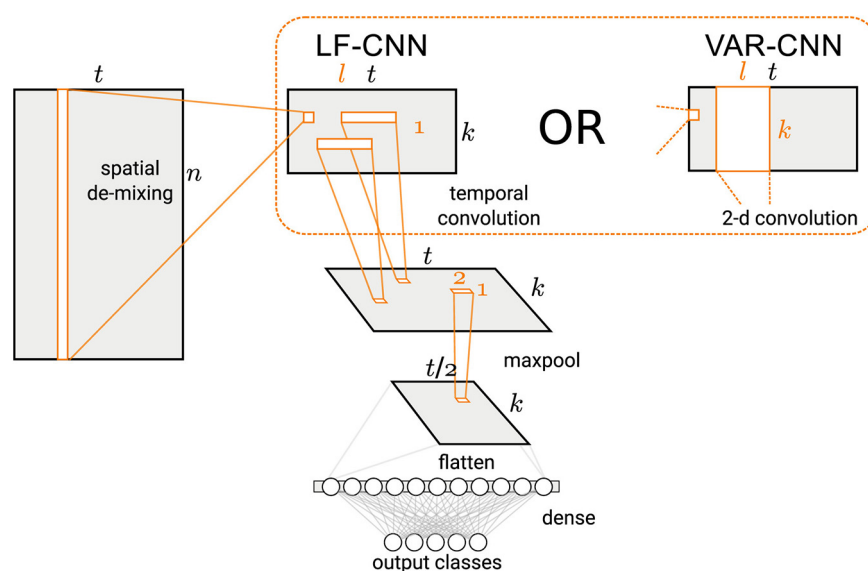 LF-CNN
VAR-CNN
t
l t
l t
spatial
de-mixing
n
1
k
OR
k
temporal
convolution
2-d convolution
t
2
1
k
maxpool
t/2
k
flatten
dense
output classes